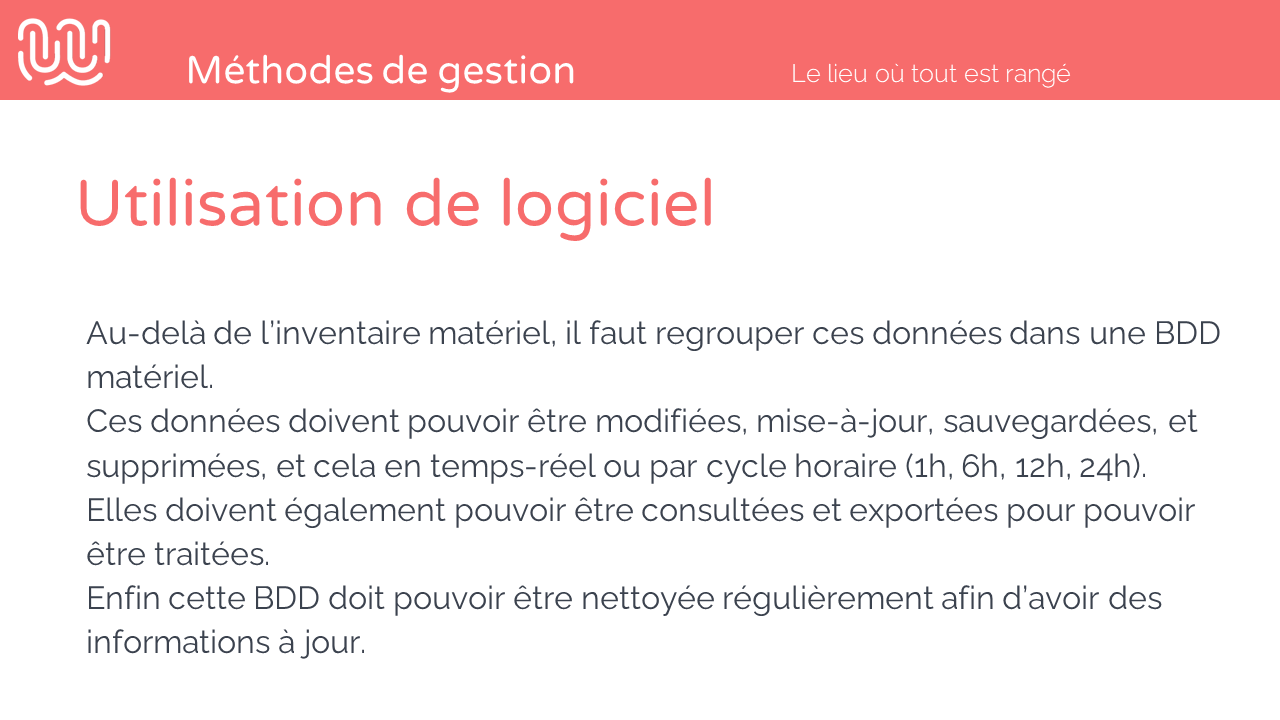 Méthodes de gestion
Le lieu où tout est rangé
Utilisation de logiciel
Au-delà de l’inventaire matériel, il faut regrouper ces données dans une BDD
matériel.
Ces données doivent pouvoir être modifiées, mise-à-jour, sauvegardées, et
supprimées, et cela en temps-réel ou par cycle horaire (1h, 6h, 12h, 24h).
Elles doivent également pouvoir être consultées et exportées pour pouvoir
être traitées.
Enfin cette BDD doit pouvoir être nettoyée régulièrement afin d’avoir des
informations à jour.